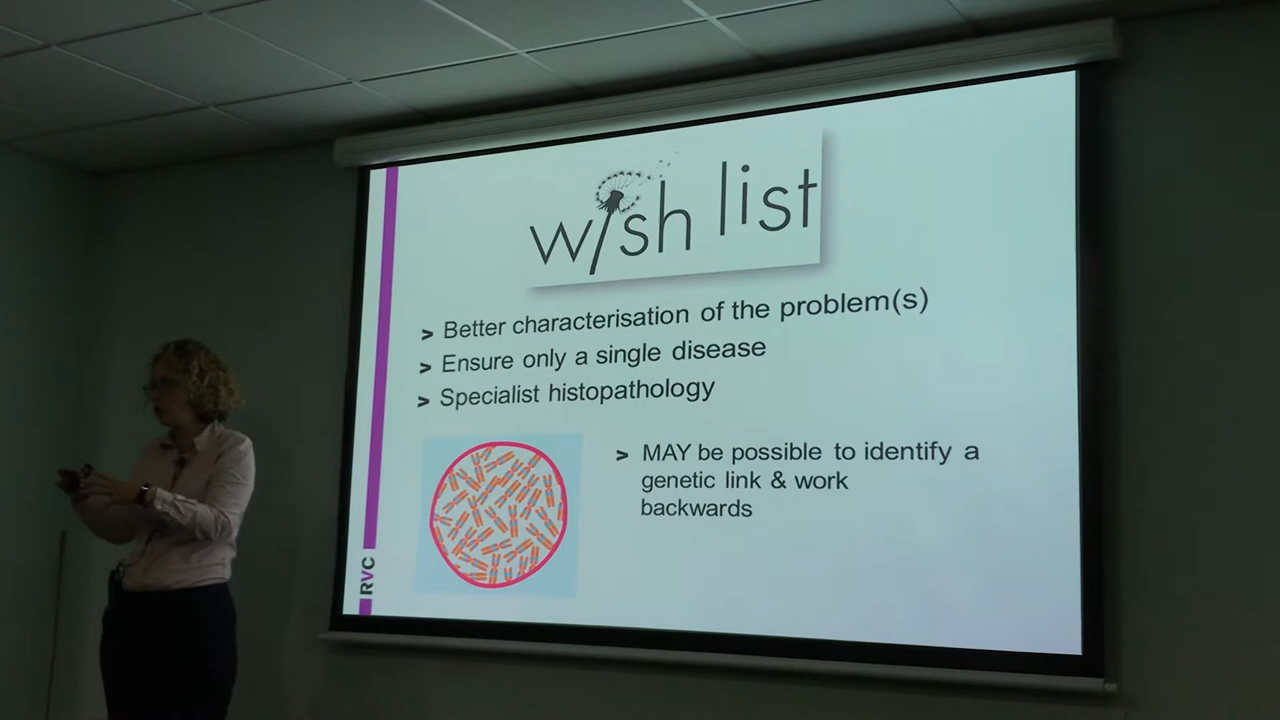 wish list
> Better characterisation of the problem(s)
> Ensure only a single disease
> Specialist histopathology
> MAY be possible to identify a
genetic link & work
backwards
RVC